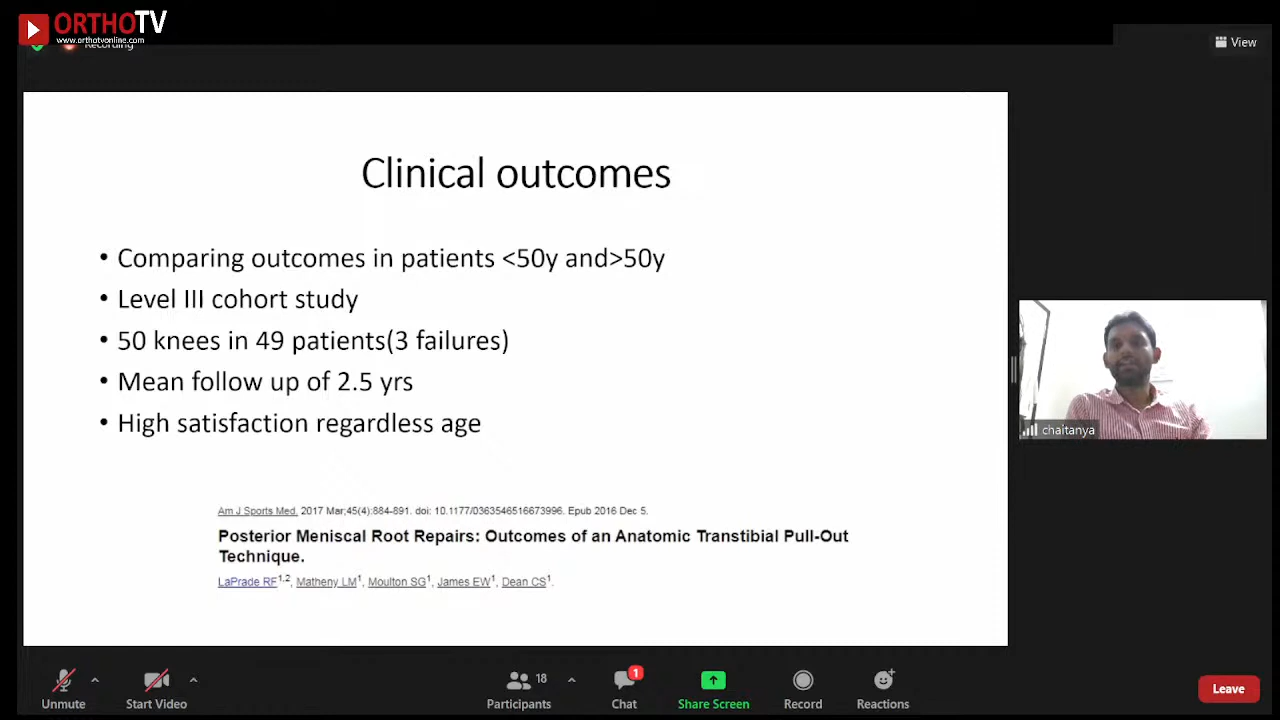 ORTHOTV
www.orthotvonline.com
Recording
View
Clinical outcomes
• Comparing outcomes in patients <50y and>50y
• Level III cohort study
• 50 knees in 49 patients(3 failures)
• Mean follow up of 2.5 yrs
• High satisfaction regardless age
Am J Sports Med. 2017 Mar;45(4):884-891. doi: 10.1177/0363546516673996. Epub 2016 Dec 5.
Posterior Meniscal Root Repairs: Outcomes of an Anatomic Transtibial Pull-Out
Technique.
LaPrade RF1,2, Matheny LM1, Moulton SG1, James EW1, Dean CS1.
chaitanya
Unmute
Start Video
18
Participants
1
Chat
Share Screen
Record
Reactions
Leave